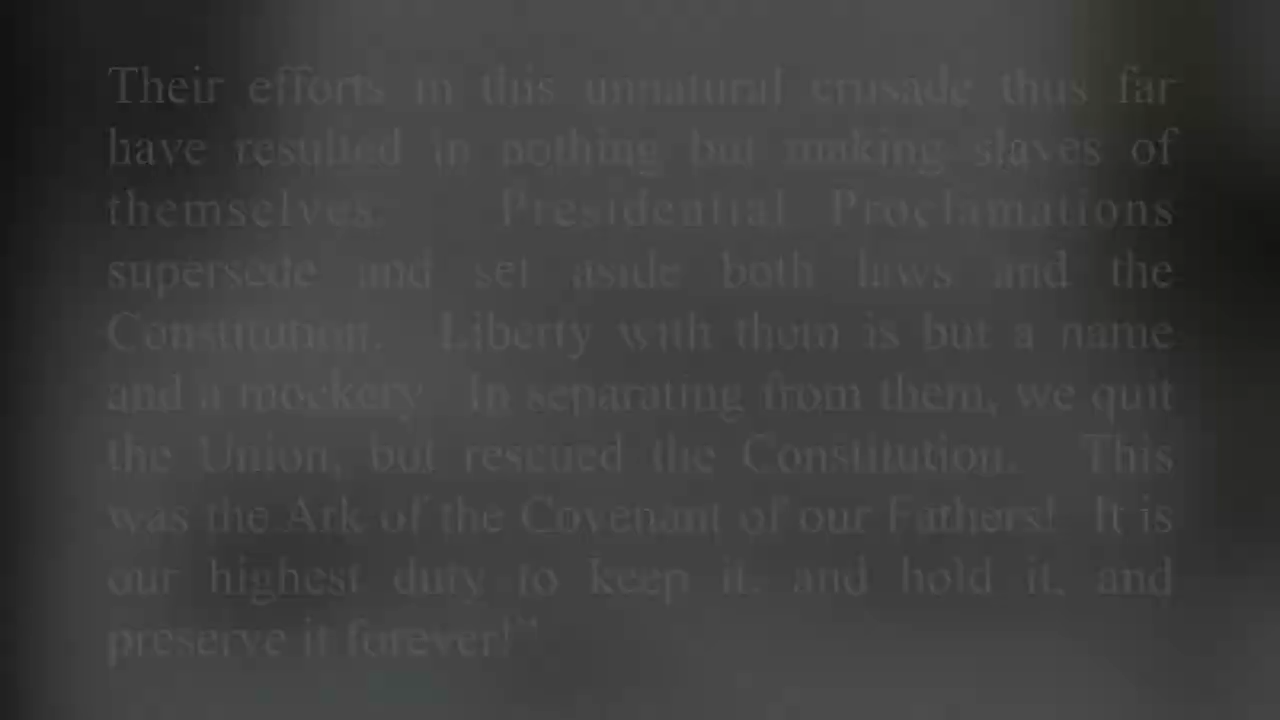 Their efforts in this unnatural crusade thus far
have resulted in nothing but making slaves of
themselves. Presidential Proclamations
supersede and set aside both laws and the
Constitution. Liberty with them is but a name
and a mockery. In separating from them, we quit
the Union, but rescued the Constitution. This
was the Ark of the Covenant of our Fathers! It is
our highest duty to keep it, and hold it, and
preserve it forever!"